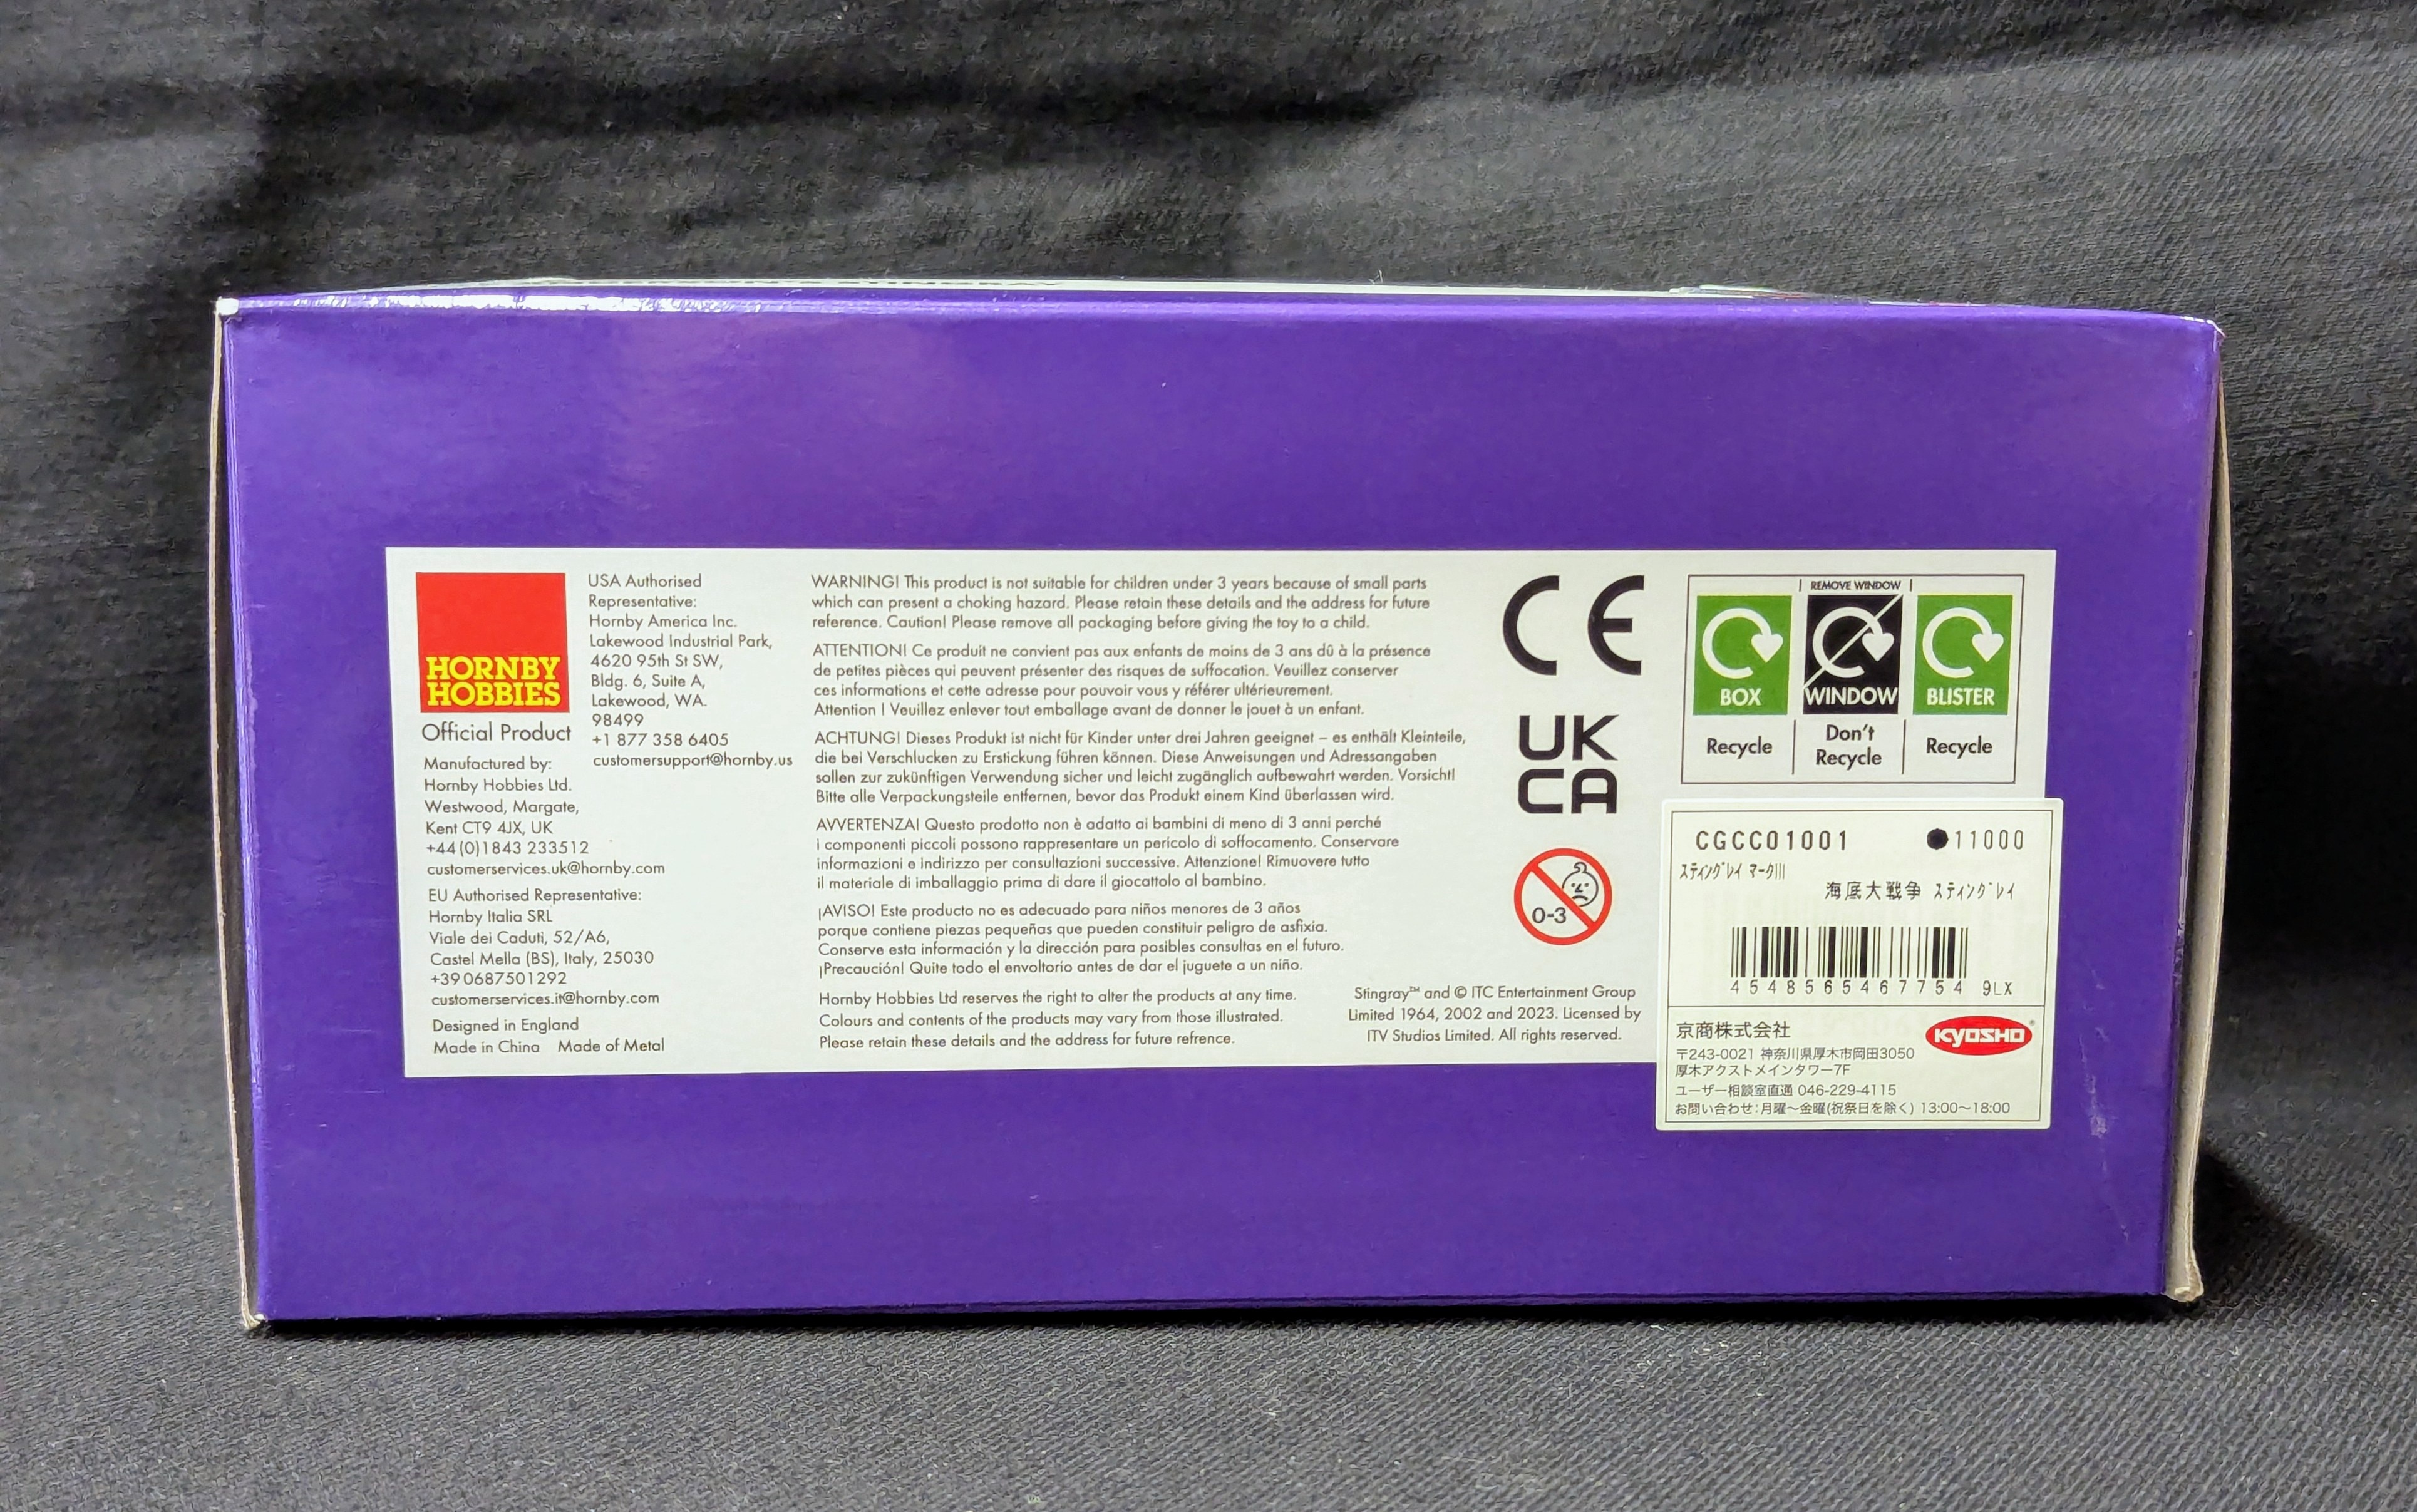 HORNBY
HOBBIES
Official Product
Manufactured by:
Hornby Hobbies Ltd.
Westwood, Margate,
Kent CT9 4JX, UK
+44 (0)1843 233512
customerservices.uk@hornby.com
EU Authorised Representative:
Hornby Italia SRL
Viale dei Caduti, 52/A6,
Castel Mella (BS), Italy, 25030
+39 0687501292
customerservices.it@hornby.com
Designed in England
Made in China Made of Metal
USA Authorised
Representative:
Hornby America Inc.
Lakewood Industrial Park,
4620 95th St SW,
Bldg. 6, Suite A,
Lakewood, WA.
98499
+1 877 358 6405
customersupport@hornby.us
WARNING! This product is not suitable for children under 3 years because of small parts
which can present a choking hazard. Please retain these details and the address for future
reference. Caution! Please remove all packaging before giving the toy to a child.
ATTENTION! Ce produit ne convient pas aux enfants de moins de 3 ans dû à la présence
de petites pièces qui peuvent présenter des risques de suffocation. Veuillez conserver
ces informations et cette adresse pour pouvoir vous y référer ultérieurement.
Attention ! Veuillez enlever tout emballage avant de donner le jouet à un enfant.
ACHTUNG! Dieses Produkt ist nicht für Kinder unter drei Jahren geeignet – es enthält Kleinteile,
die bei Verschlucken zu Erstickung führen können. Diese Anweisungen und Adressangaben
sollen zur zukünftigen Verwendung sicher und leicht zugänglich aufbewahrt werden. Vorsicht!
Bitte alle Verpackungsteile entfernen, bevor das Produkt einem Kind überlassen wird.
AVVERTENZA! Questo prodotto non è adatto ai bambini di meno di 3 anni perché
i componenti piccoli possono rappresentare un pericolo di soffocamento. Conservare
informazioni e indirizzo per consultazioni successive. Attenzione! Rimuovere tutto
il materiale di imballaggio prima di dare il giocattolo al bambino.
¡AVISO! Este producto no es adecuado para niños menores de 3 años
porque contiene piezas pequeñas que pueden constituir peligro de asfixia.
Conserve esta información y la dirección para posibles consultas en el futuro.
¡Precaución! Quite todo el envoltorio antes de dar el juguete a un niño.
Hornby Hobbies Ltd reserves the right to alter the products at any time.
Colours and contents of the products may vary from those illustrated.
Please retain these details and the address for future refrence.
CE
UK
CA
0-3
Stingray™ and © ITC Entertainment Group
Limited 1964, 2002 and 2023. Licensed by
ITV Studios Limited. All rights reserved.
REMOVE WINDOW
BOX
WINDOW
BLISTER
Recycle
Don't
Recycle
Recycle
CGCC01001 ●11000
ｽﾃｨﾝｸﾞﾚｲ ﾏｰｸIII
海底大戦争 ｽﾃｨﾝｸﾞﾚｲ
4548565467754 9LX
京商株式会社
KYOSHO®
〒243-0021 神奈川県厚木市岡田3050
厚木アクストメインタワー7F
ユーザー相談室直通 046-229-4115
お問い合わせ：月曜～金曜(祝祭日を除く) 13:00～18:00